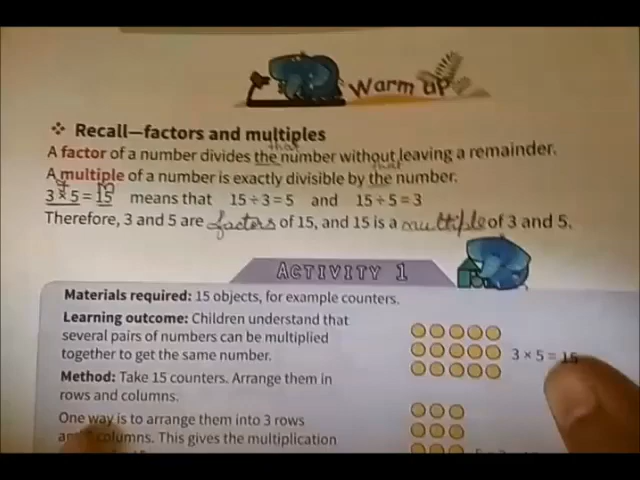 Warm up
❖ Recall—factors and multiples
that
A factor of a number divides the number without leaving a remainder.
that
A multiple of a number is exactly divisible by the number.
f m
3 × 5 = 15 means that 15 ÷ 3 = 5 and 15 ÷ 5 = 3
Therefore, 3 and 5 are factors of 15, and 15 is a multiple of 3 and 5.
ACTIVITY 1
Materials required: 15 objects, for example counters.
Learning outcome: Children understand that
several pairs of numbers can be multiplied
together to get the same number.
3 × 5 = 15
Method: Take 15 counters. Arrange them in
rows and columns.
One way is to arrange them into 3 rows
columns. This gives the multiplication